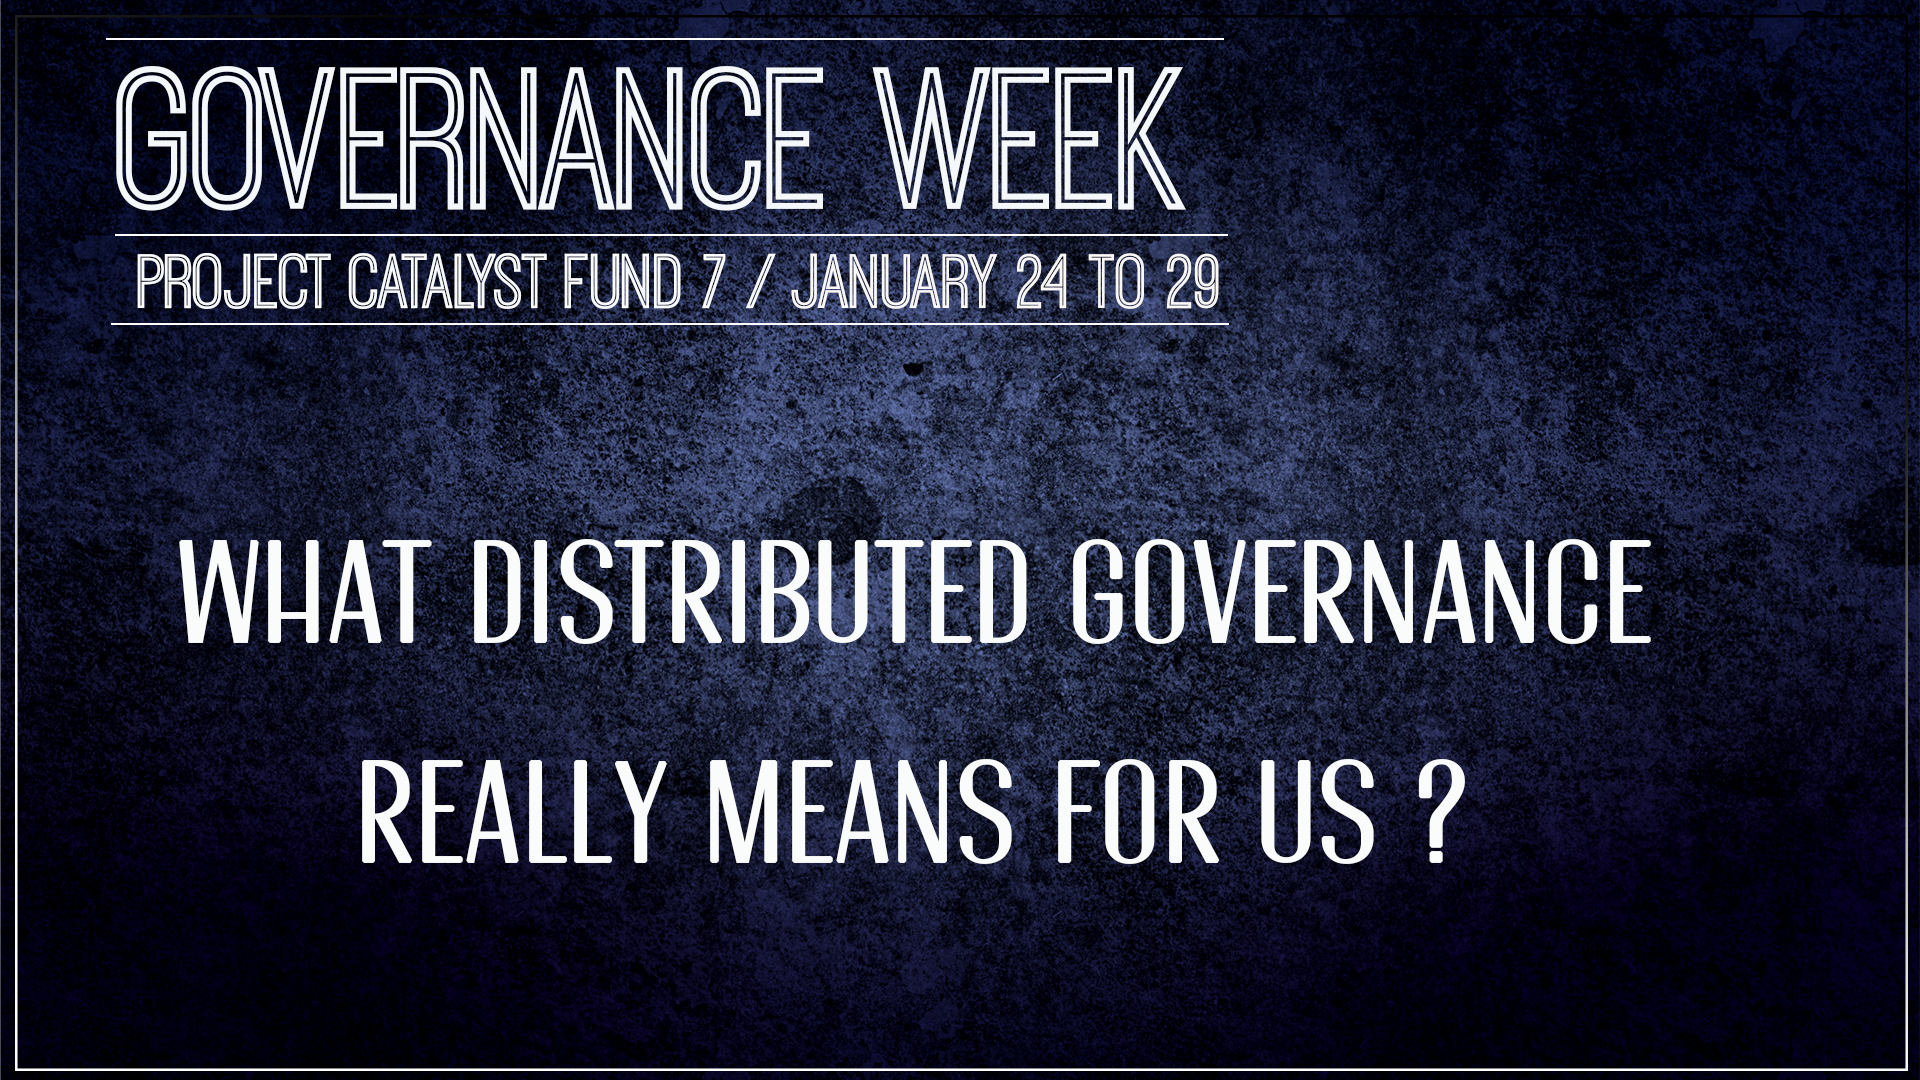 GOVERNANCE WEEK
PROJECT CATALYST FUND 7 / JANUARY 24 TO 29
WHAT DISTRIBUTED GOVERNANCE
REALLY MEANS FOR US ?